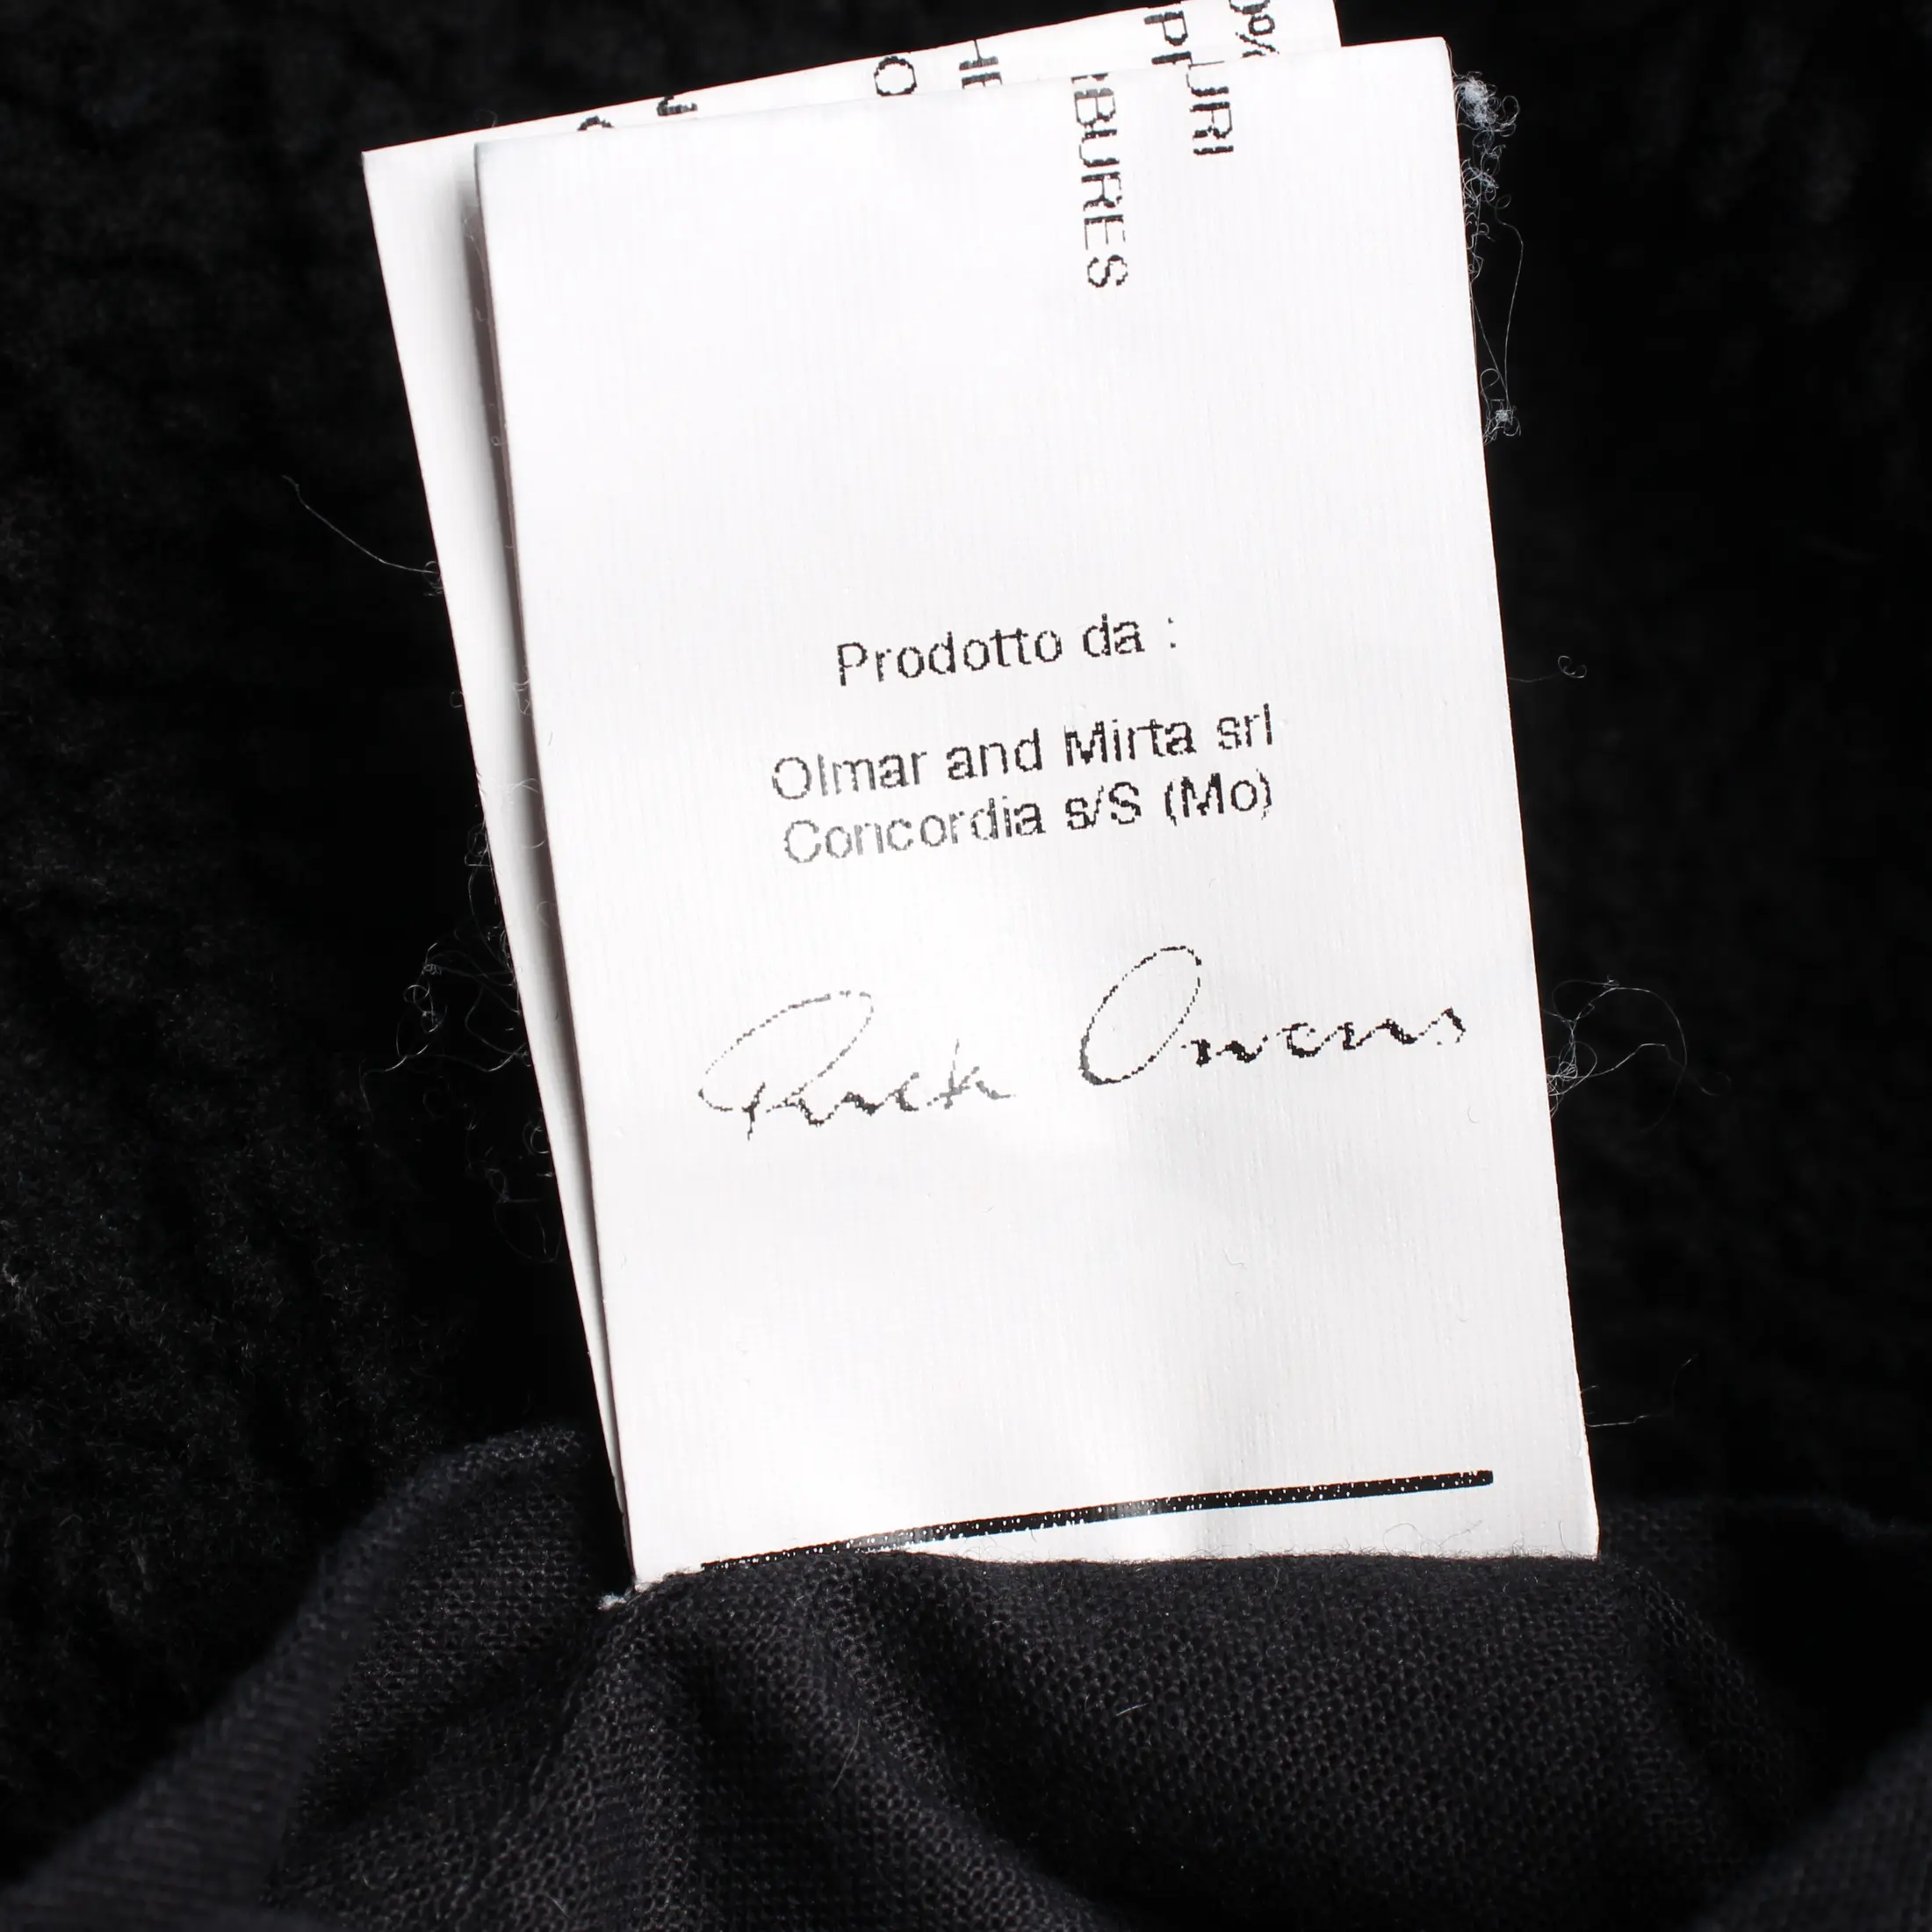 Prodotto da :
Olmar and Mirta srl
Concordia s/S (Mo)
Rick Owens